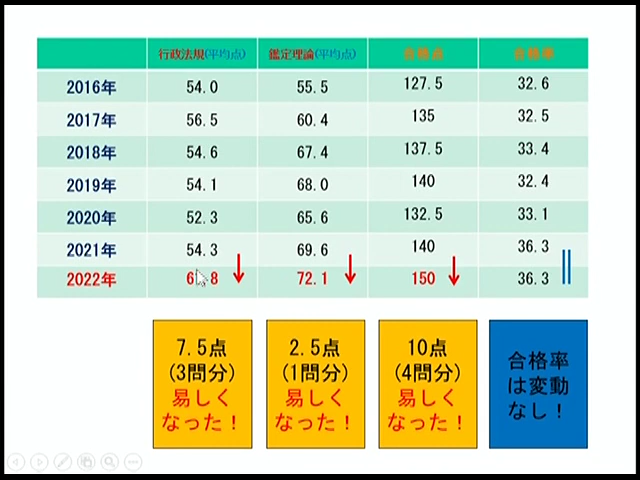 行政法規(平均点) 鑑定理論(平均点) 合格点 合格率
2016年 54.0 55.5 127.5 32.6
2017年 56.5 60.4 135 32.5
2018年 54.6 67.4 137.5 33.4
2019年 54.1 68.0 140 32.4
2020年 52.3 65.6 132.5 33.1
2021年 54.3 69.6 140 36.3
2022年 72.1 150 36.3
7.5点
(3問分)
易しく
なった！
2.5点
(1問分)
易しく
なった！
10点
(4問分)
易しく
なった！
合格率
は変動
なし！